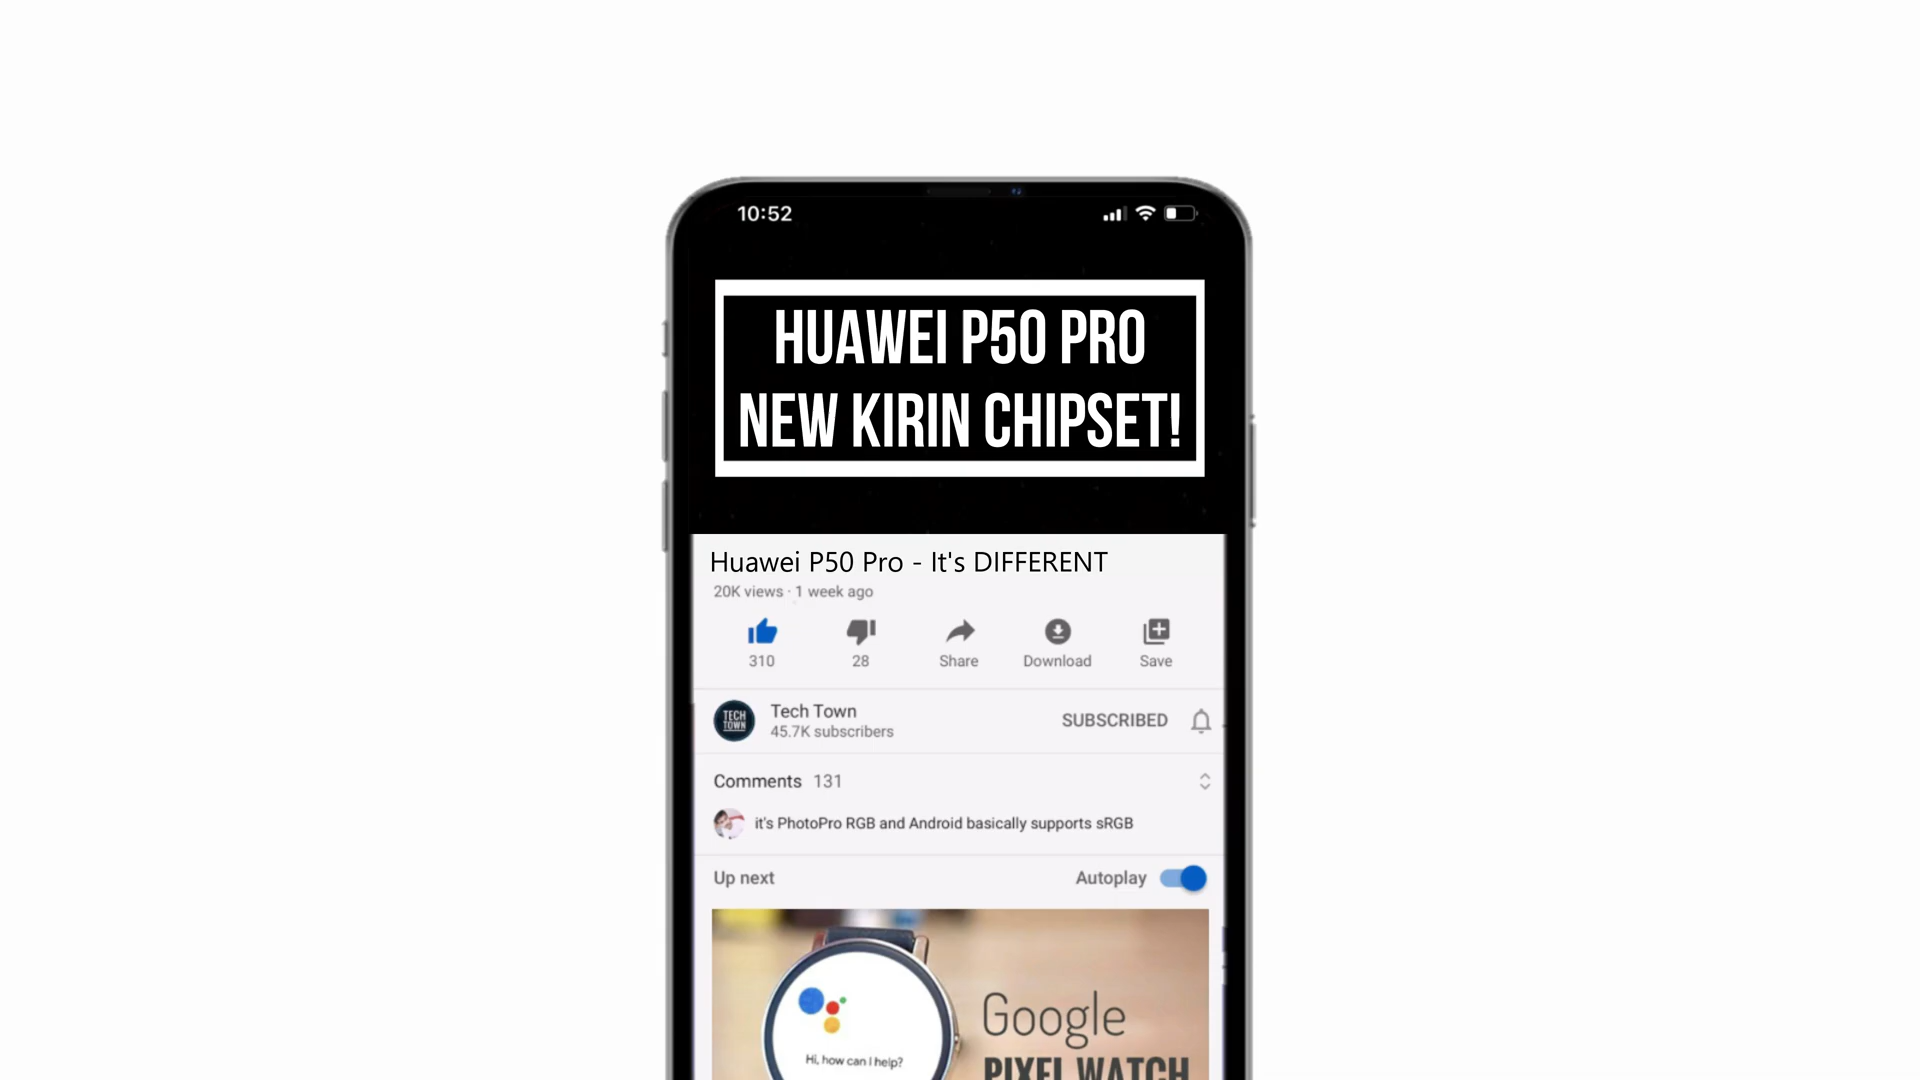 10:52
HUAWEI P50 PRO
NEW KIRIN CHIPSET!
Huawei P50 Pro - It's DIFFERENT
20K views · 1 week ago
310 28 Share Download Save
TECH
TOWN
Tech Town
45.7K subscribers
SUBSCRIBED
Comments 131
it's PhotoPro RGB and Android basically supports sRGB
Up next Autoplay
Hi, how can I help?
Google
PIXEL WATCH